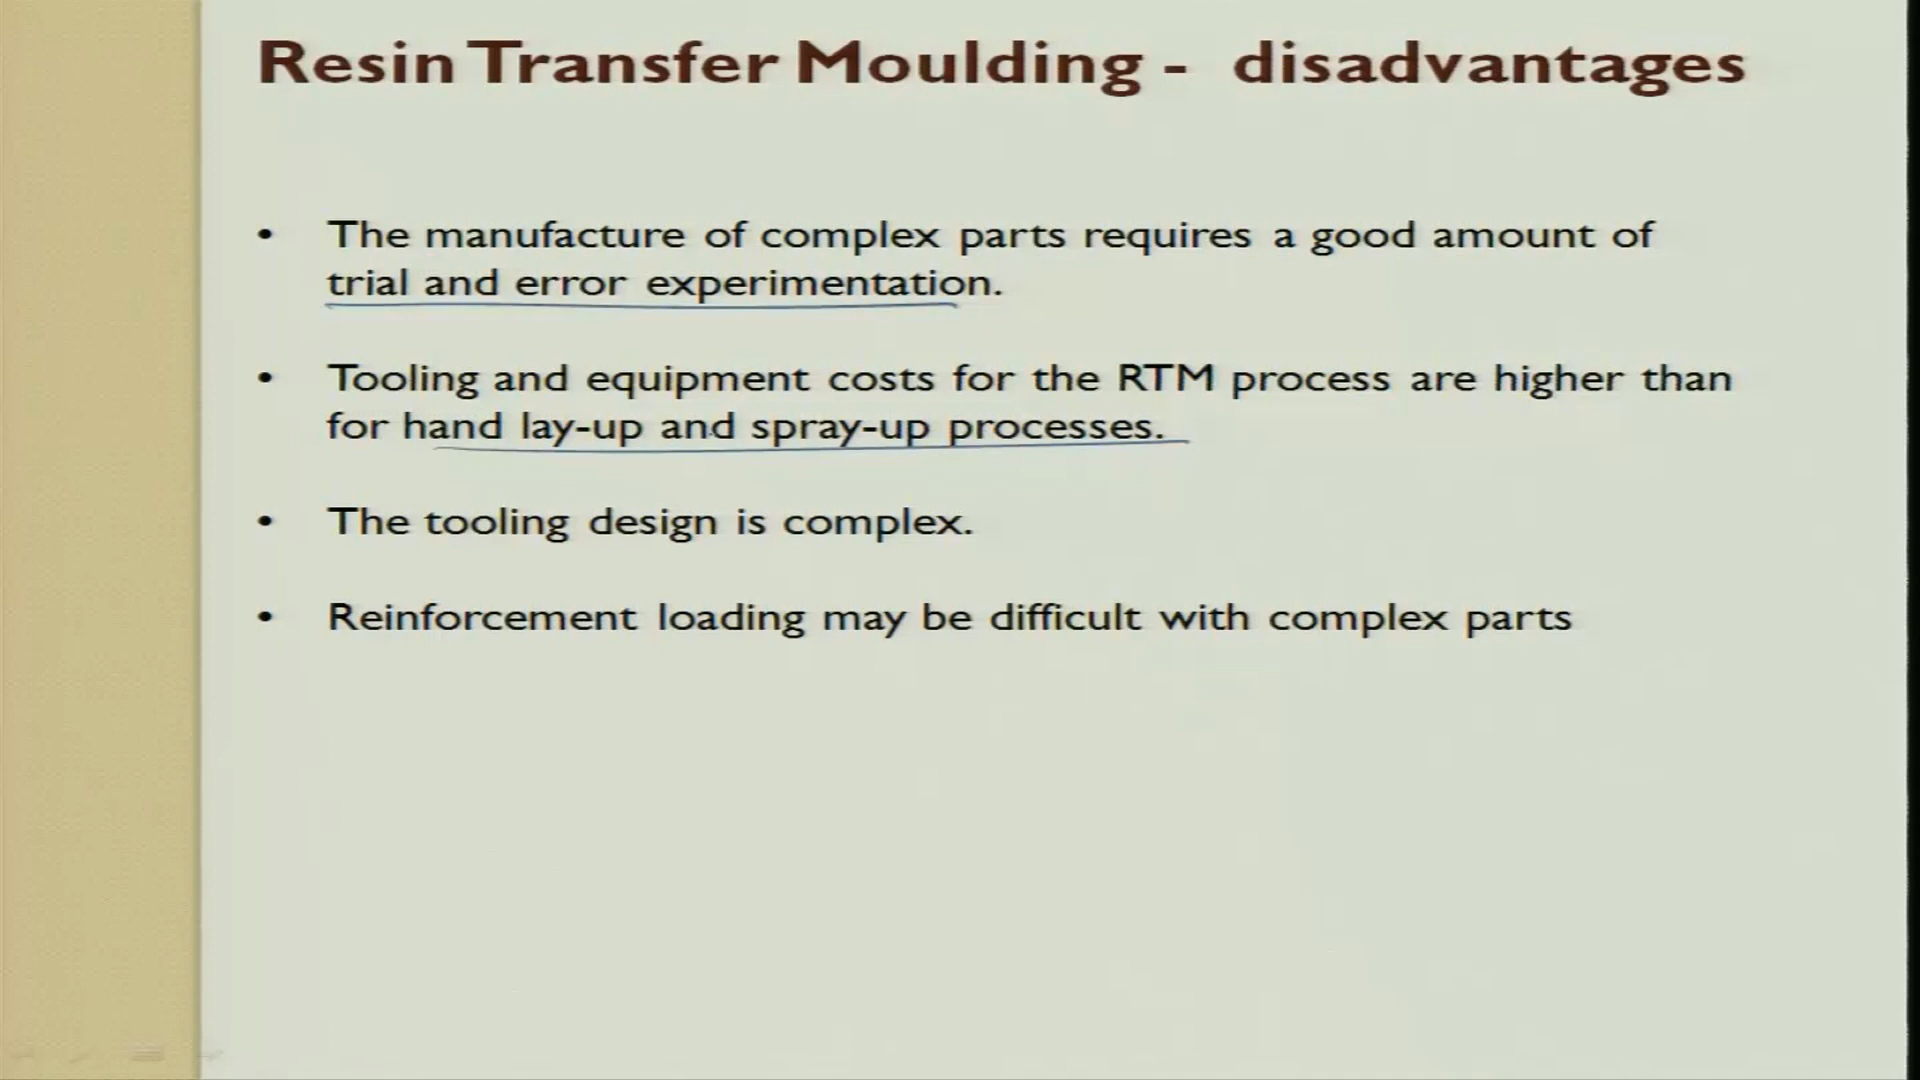 Resin Transfer Moulding - disadvantages
• The manufacture of complex parts requires a good amount of
trial and error experimentation.
• Tooling and equipment costs for the RTM process are higher than
for hand lay-up and spray-up processes.
• The tooling design is complex.
• Reinforcement loading may be difficult with complex parts